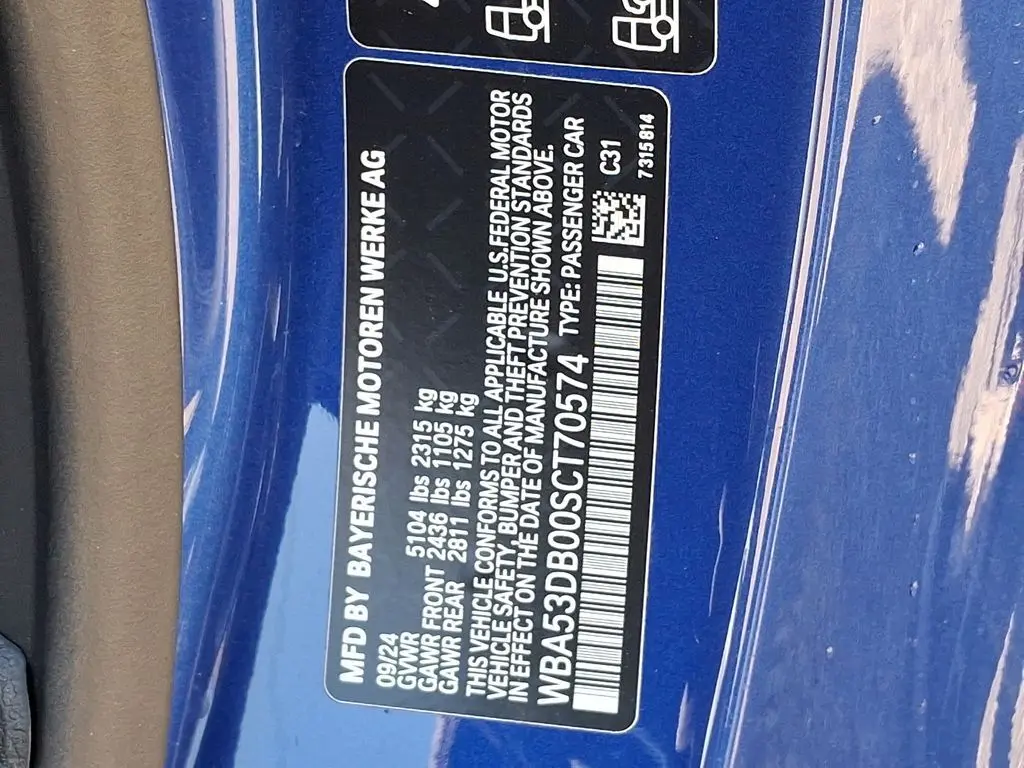 MFD BY BAYERISCHE MOTOREN WERKE AG
09/24
GVWR 5104 lbs 2315 kg
GAWR FRONT 2436 lbs 1105 kg
GAWR REAR 2811 lbs 1275 kg
THIS VEHICLE CONFORMS TO ALL APPLICABLE U.S.FEDERAL MOTOR
VEHICLE SAFETY, BUMPER AND THEFT PREVENTION STANDARDS
IN EFFECT ON THE DATE OF MANUFACTURE SHOWN ABOVE.
WBA53DB00SCT70574 TYPE: PASSENGER CAR
C31
7315814